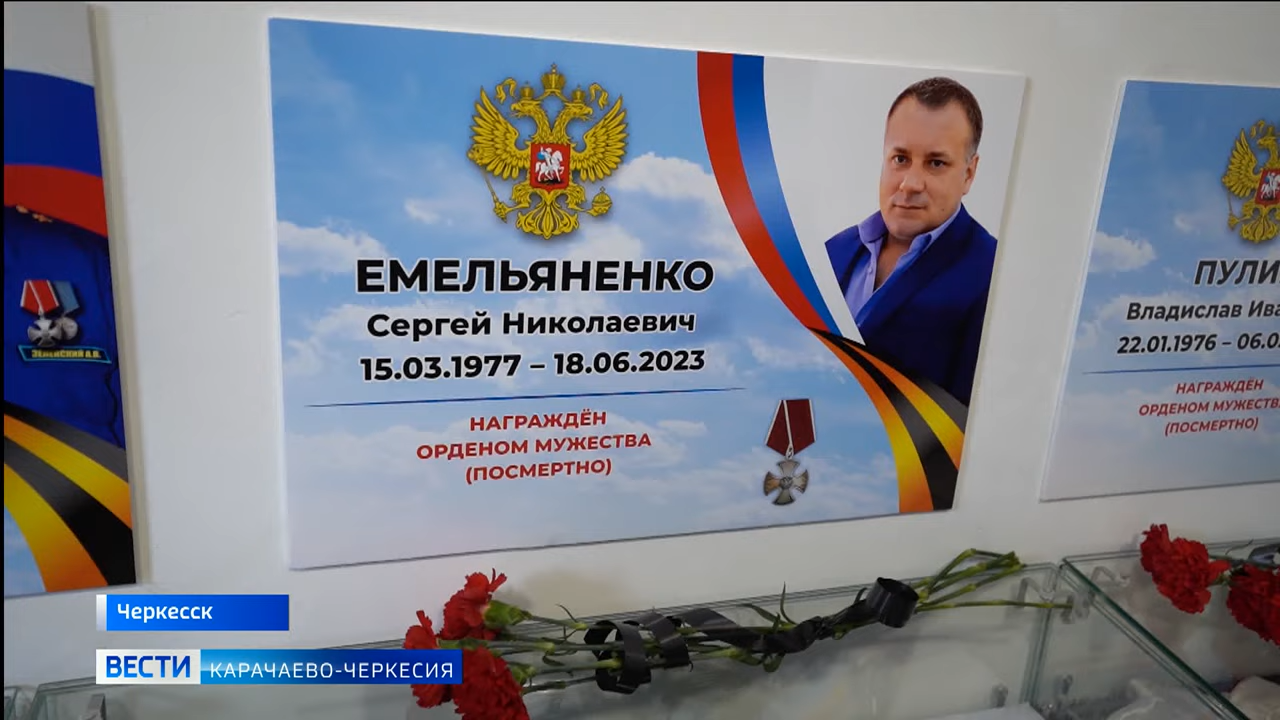 ЕМЕЛЬЯНЕНКО
Сергей Николаевич
15.03.1977 – 18.06.2023
НАГРАЖДЁН
ОРДЕНОМ МУЖЕСТВА
(ПОСМЕРТНО)
ЗЕЛЕНСКИЙ А.В.
ПУЛИ
Владислав Ива
22.01.1976 – 06.0
НАГРАЖДЁН
ОРДЕНОМ МУЖЕСТВА
(ПОСМЕРТНО)
Черкесск
ВЕСТИ КАРАЧАЕВО-ЧЕРКЕСИЯ